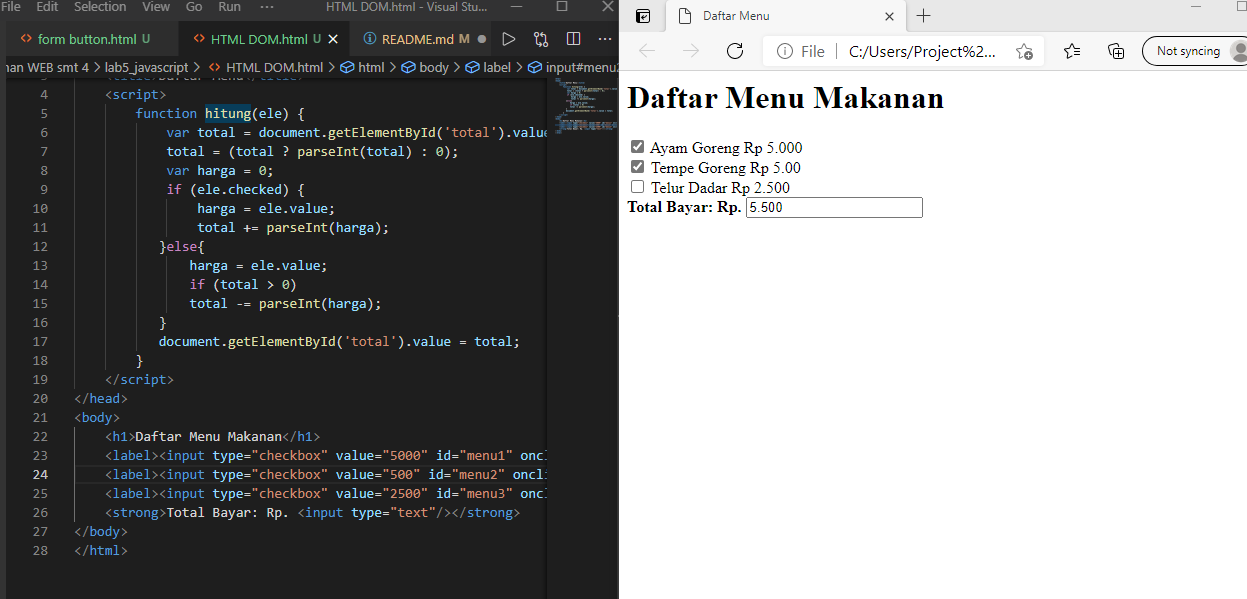 File Edit Selection View Go Run ··· HTML DOM.html - Visual Stu...
form button.html U HTML DOM.html U README.md M
nan WEB smt 4 > lab5_javascript > HTML DOM.html > html > body > label > input#menu2
4 <script>
5 function hitung(ele) {
6 var total = document.getElementById('total').value
7 total = (total ? parseInt(total) : 0);
8 var harga = 0;
9 if (ele.checked) {
10 harga = ele.value;
11 total += parseInt(harga);
12 }else{
13 harga = ele.value;
14 if (total > 0)
15 total -= parseInt(harga);
16 }
17 document.getElementById('total').value = total;
18 }
19 </script>
20 </head>
21 <body>
22 <h1>Daftar Menu Makanan</h1>
23 <label><input type="checkbox" value="5000" id="menu1" oncl
24 <label><input type="checkbox" value="500" id="menu2" oncli
25 <label><input type="checkbox" value="2500" id="menu3" oncl
26 <strong>Total Bayar: Rp. <input type="text"/></strong>
27 </body>
28 </html>
Daftar Menu
File C:/Users/Project%2... Not syncing
Daftar Menu Makanan
Ayam Goreng Rp 5.000
Tempe Goreng Rp 5.00
Telur Dadar Rp 2.500
Total Bayar: Rp. 5.500